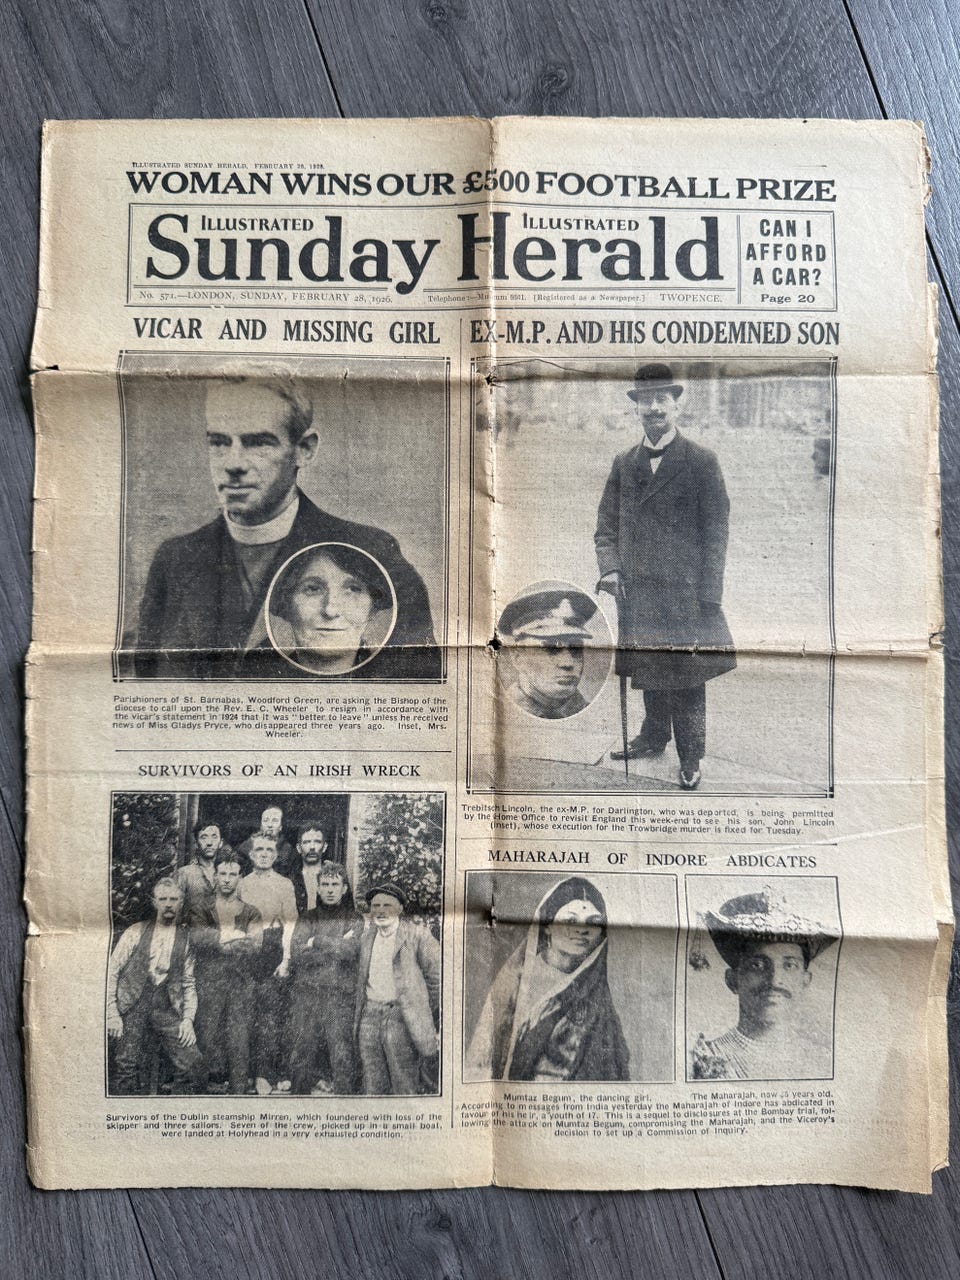 ILLUSTRATED SUNDAY HERALD, FEBRUARY 28, 1926.
WOMAN WINS OUR £500 FOOTBALL PRIZE
ILLUSTRATED ILLUSTRATED
Sunday Herald
CAN I
AFFORD
A CAR?
Page 20
No. 571.—LONDON, SUNDAY, FEBRUARY 28, 1926. Telephone:—Museum 9841. [Registered as a Newspaper.] TWOPENCE.
VICAR AND MISSING GIRL
Parishioners of St. Barnabas, Woodford Green, are asking the Bishop of the
diocese to call upon the Rev. E. C. Wheeler to resign in accordance with
the vicar's statement in 1924 that it was "better to leave" unless he received
news of Miss Gladys Pryce, who disappeared three years ago. Inset, Mrs.
Wheeler.
EX-M.P. AND HIS CONDEMNED SON
Trebitsch Lincoln, the ex-M.P. for Darlington, who was deported, is being permitted
by the Home Office to revisit England this week-end to see his son, John Lincoln
(inset), whose execution for the Trowbridge murder is fixed for Tuesday.
SURVIVORS OF AN IRISH WRECK
Survivors of the Dublin steamship Mirren, which foundered with loss of the
skipper and three sailors. Seven of the crew, picked up in a small boat,
were landed at Holyhead in a very exhausted condition.
MAHARAJAH OF INDORE ABDICATES
Mumtaz Begum, the dancing girl. The Maharajah, now years old.
According to messages from India yesterday the Maharajah of Indore has abdicated in
favour of his heir, a youth of 17. This is a sequel to disclosures at the Bombay trial, fol-
lowing the attack on Mumtaz Begum, compromising the Maharajah, and the Viceroy's
decision to set up a Commission of Inquiry.